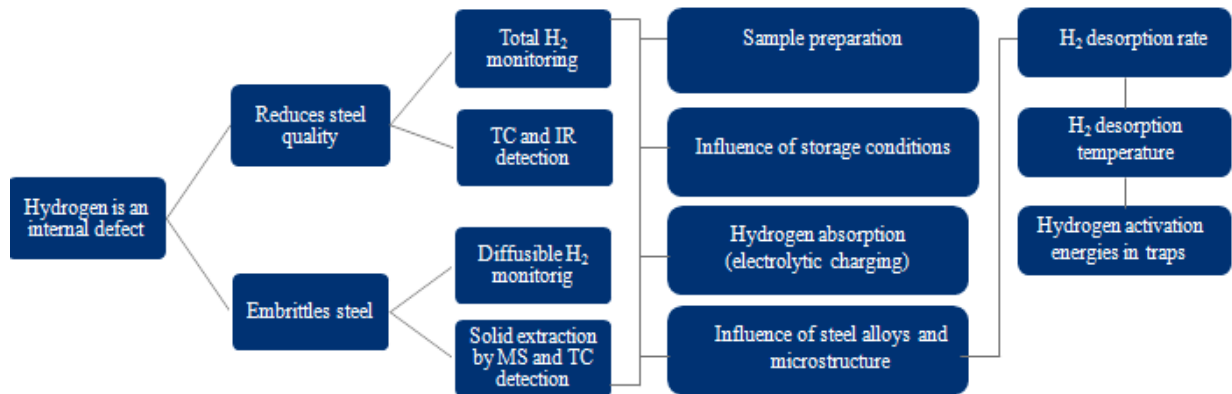 Hydrogen is an
internal defect
Reduces steel
quality
Embrittles steel
Total H₂
monitoring
TC and IR
detection
Diffusible H₂
monitorig
Solid extraction
by MS and TC
detection
Sample preparation
Influence of storage conditions
Hydrogen absorption
(electrolytic charging)
Influence of steel alloys and
microstructure
H₂ desorption rate
H₂ desorption
temperature
Hydrogen activation
energies in traps